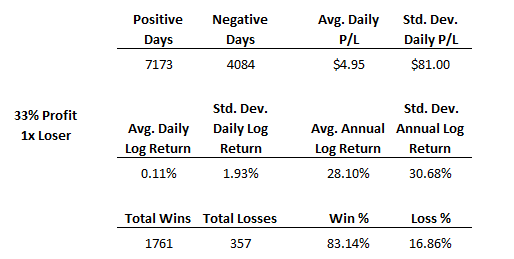 Positive Negative Avg. Daily Std. Dev.
Days Days P/L Daily P/L
7173 4084 $4.95 $81.00
33% Profit
1x Loser
Std. Dev. Std. Dev.
Avg. Daily Daily Log Avg. Annual Annual Log
Log Return Return Log Return Return
0.11% 1.93% 28.10% 30.68%
Total Wins Total Losses Win % Loss %
1761 357 83.14% 16.86%